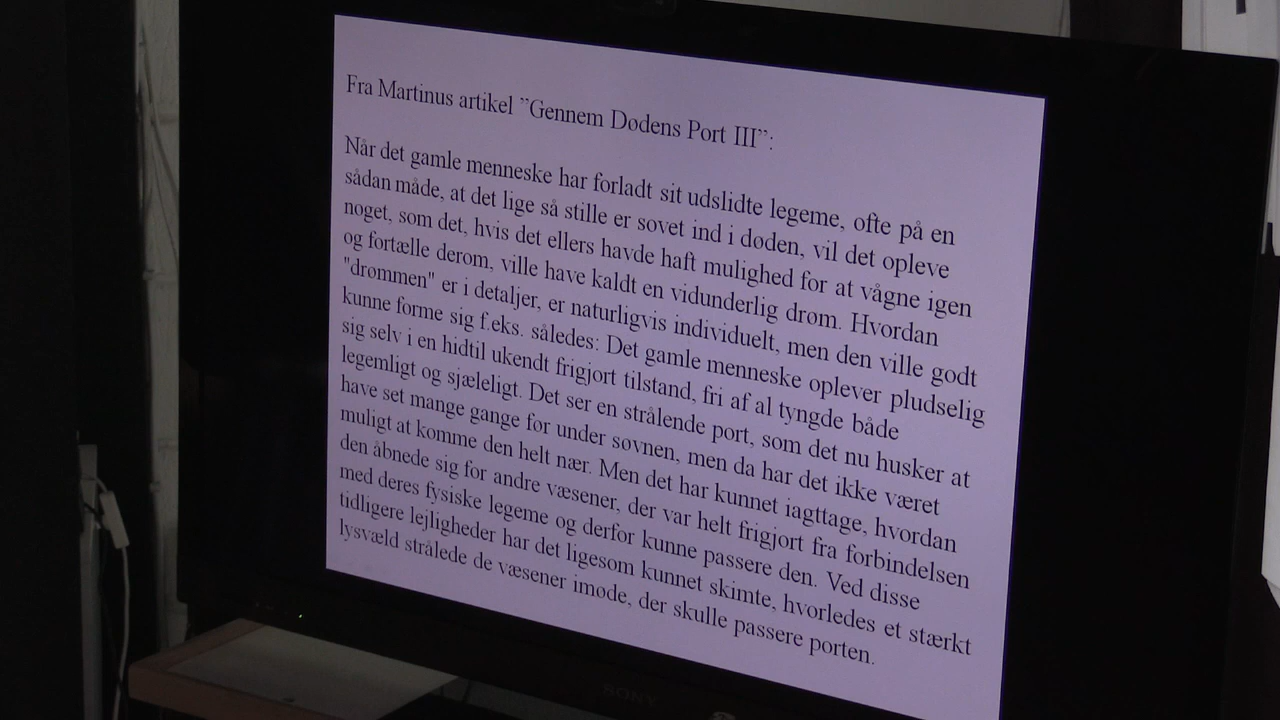 Fra Martinus artikel ”Gennem Dødens Port III”:
Når det gamle menneske har forladt sit udslidte legeme, ofte på en
sådan måde, at det lige så stille er sovet ind i døden, vil det opleve
noget, som det, hvis det ellers havde haft mulighed for at vågne igen
og fortælle derom, ville have kaldt en vidunderlig drøm. Hvordan
"drømmen" er i detaljer, er naturligvis individuelt, men den ville godt
kunne forme sig f.eks. således: Det gamle menneske oplever pludselig
sig selv i en hidtil ukendt frigjort tilstand, fri af al tyngde både
legemligt og sjæleligt. Det ser en strålende port, som det nu husker at
have set mange gange før under søvnen, men da har det ikke været
muligt at komme den helt nær. Men det har kunnet iagttage, hvordan
den åbnede sig for andre væsener, der var helt frigjort fra forbindelsen
med deres fysiske legeme og derfor kunne passere den. Ved disse
tidligere lejligheder har det ligesom kunnet skimte, hvorledes et stærkt
lysvæld strålede de væsener imøde, der skulle passere porten.
SONY